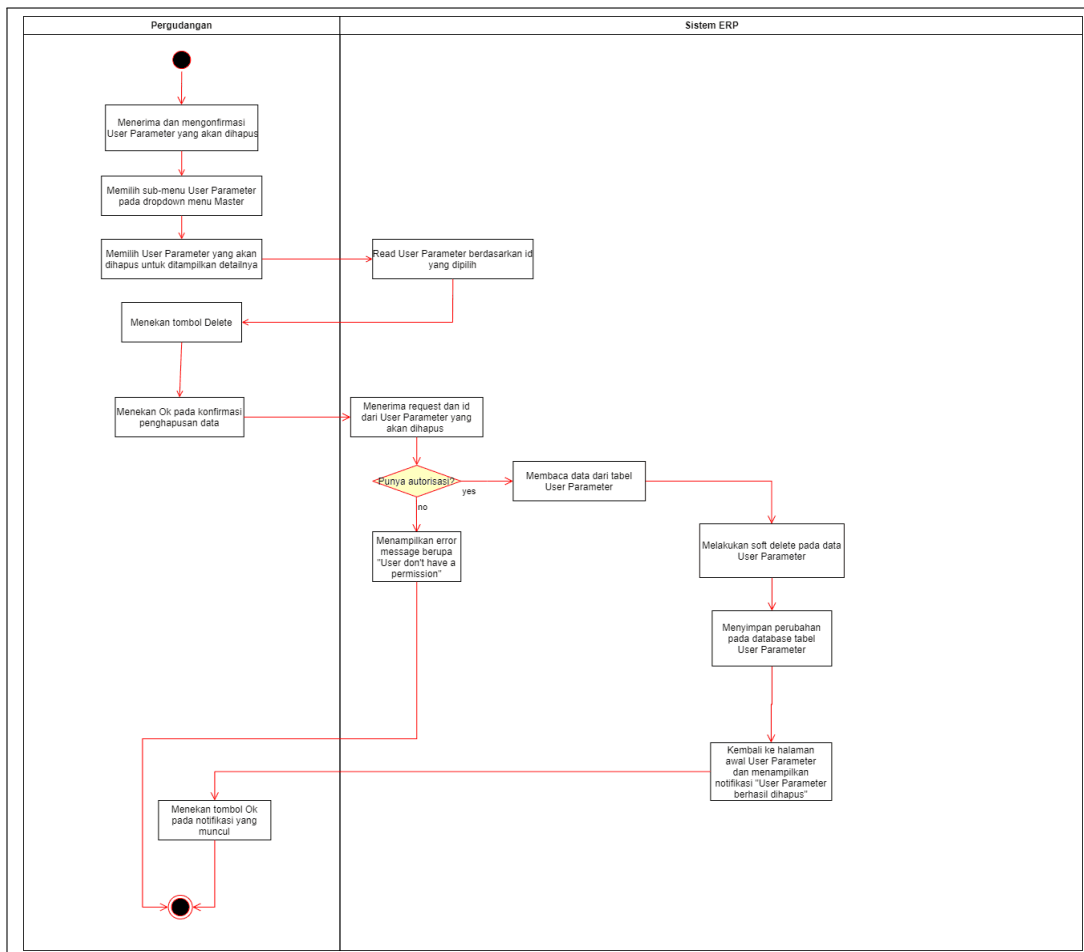 Pergudangan
Sistem ERP
Menerima dan mengonfirmasi
User Parameter yang akan dihapus
Memilih sub-menu User Parameter
pada dropdown menu Master
Memilih User Parameter yang akan
dihapus untuk ditampilkan detailnya
Read User Parameter berdasarkan id
yang dipilih
Menekan tombol Delete
Menekan Ok pada konfirmasi
penghapusan data
Menerima request dan id
dari User Parameter yang
akan dihapus
Punya autorisasi?
yes
no
Membaca data dari tabel
User Parameter
Menampilkan error
message berupa
"User don't have a
permission"
Melakukan soft delete pada data
User Parameter
Menyimpan perubahan
pada database tabel
User Parameter
Kembali ke halaman
awal User Parameter
dan menampilkan
notifikasi "User Parameter
berhasil dihapus"
Menekan tombol Ok
pada notifikasi yang
muncul